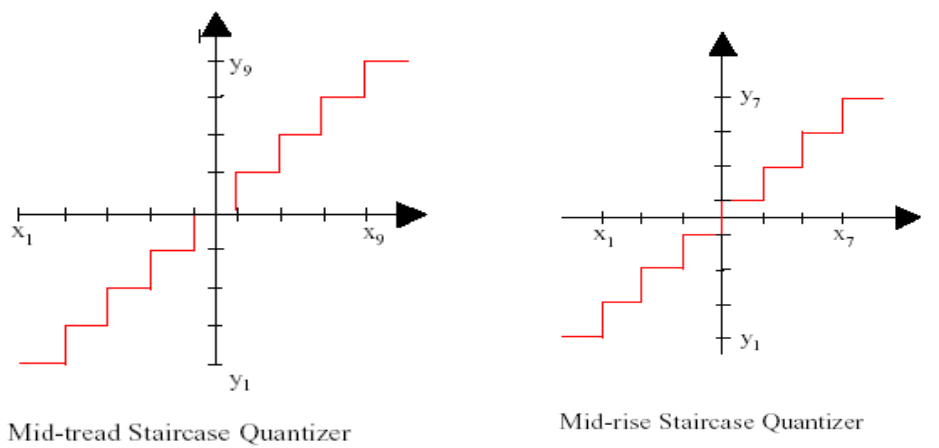 y9
y7
x1
x9
x1
x7
y1
y1
Mid-tread Staircase Quantizer
Mid-rise Staircase Quantizer